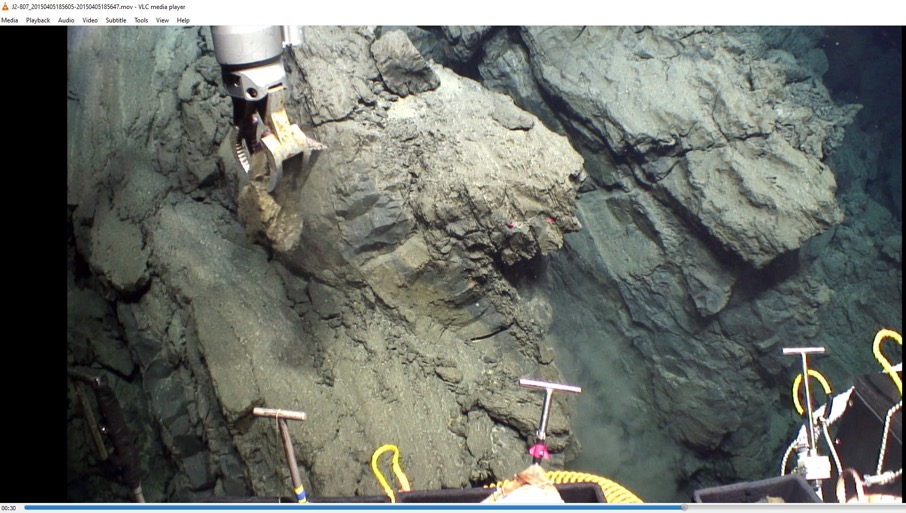 J2-807_20150405185605-20150405185647.mov - VLC media player
Media Playback Audio Video Subtitle Tools View Help
00:30